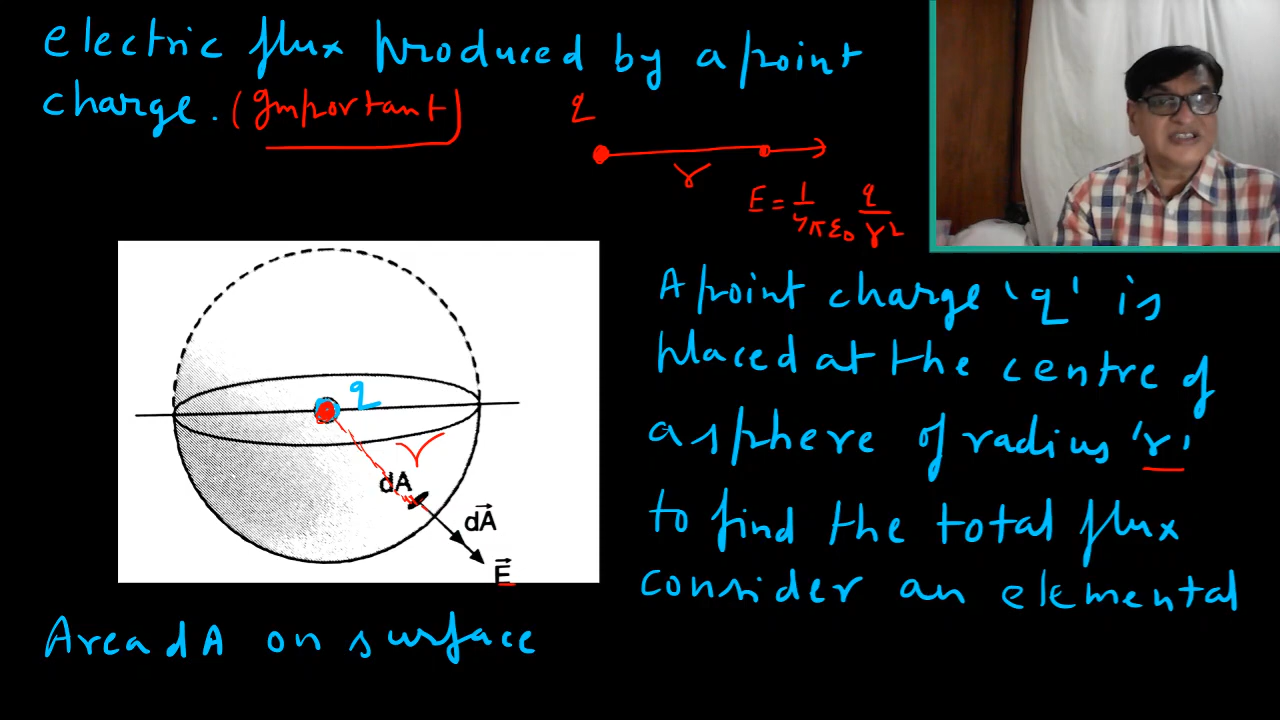 electric flux produced by a point
charge. (Important)
q
r
E = 1/4πε0 q/r²
q
r
dA
dA⃗
E⃗
A point charge 'q' is
placed at the centre of
a sphere of radius 'r'
to find the total flux
consider an elemental
Area dA on surface